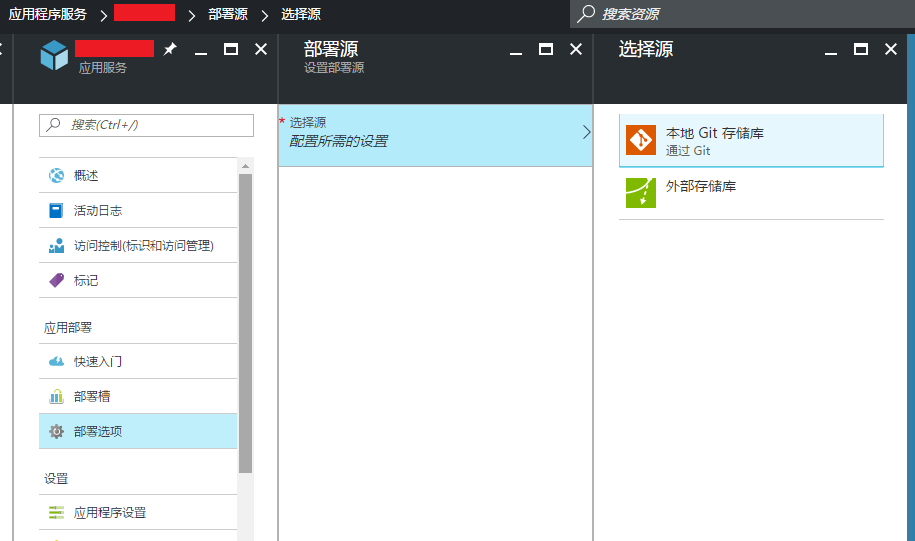 应用程序服务
部署源
选择源
搜索资源
应用服务
部署源
设置部署源
选择源
搜索(Ctrl+/)
概述
活动日志
访问控制(标识和访问管理)
标记
应用部署
快速入门
部署槽
部署选项
设置
应用程序设置
* 选择源
配置所需的设置
本地 Git 存储库
通过 Git
外部存储库